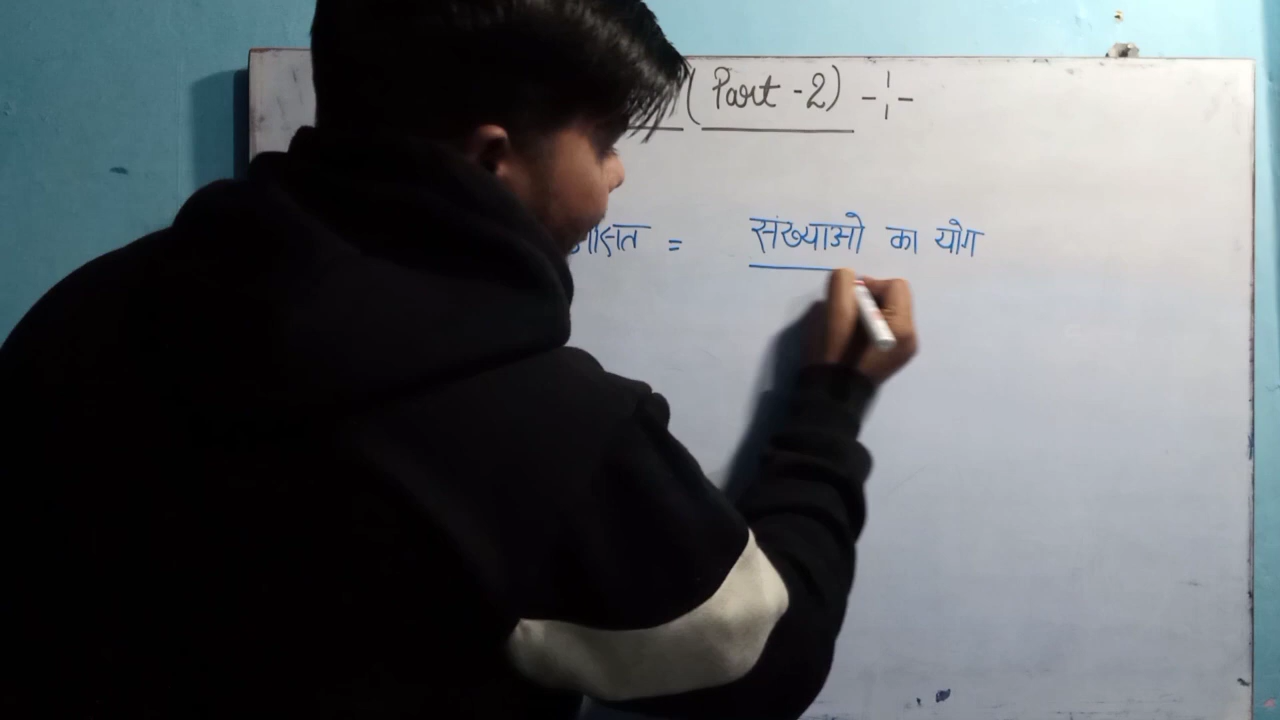 (Part-2)
= संख्याओ का योग